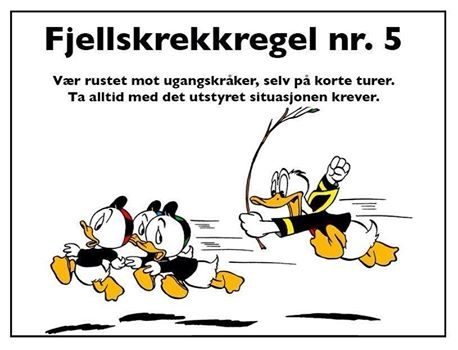 Fjellskrekkregel nr. 5
Vær rustet mot ugangskråker, selv på korte turer.
Ta alltid med det utstyret situasjonen krever.